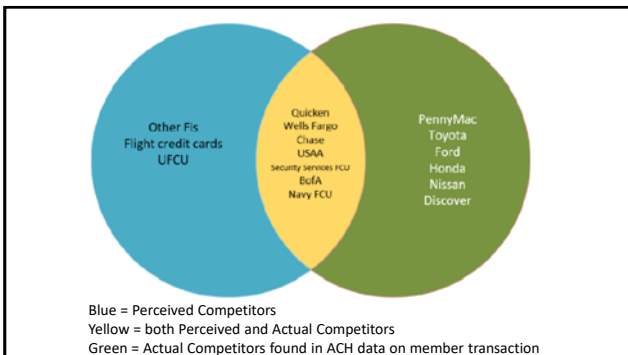 Other Fis
Flight credit cards
UFCU
Quicken
Wells Fargo
Chase
USAA
Security Services FCU
BofA
Navy FCU
PennyMac
Toyota
Ford
Honda
Nissan
Discover
Blue = Perceived Competitors
Yellow = both Perceived and Actual Competitors
Green = Actual Competitors found in ACH data on member transaction